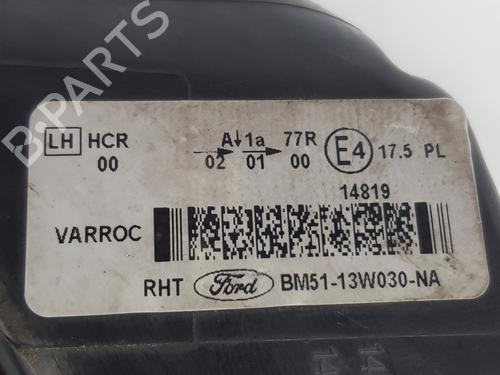 B-PARTS
LH HCR A↓1a 77R E4 17.5 PL
00 02 01 00
14819
VARROC
RHT Ford BM51-13W030-NA